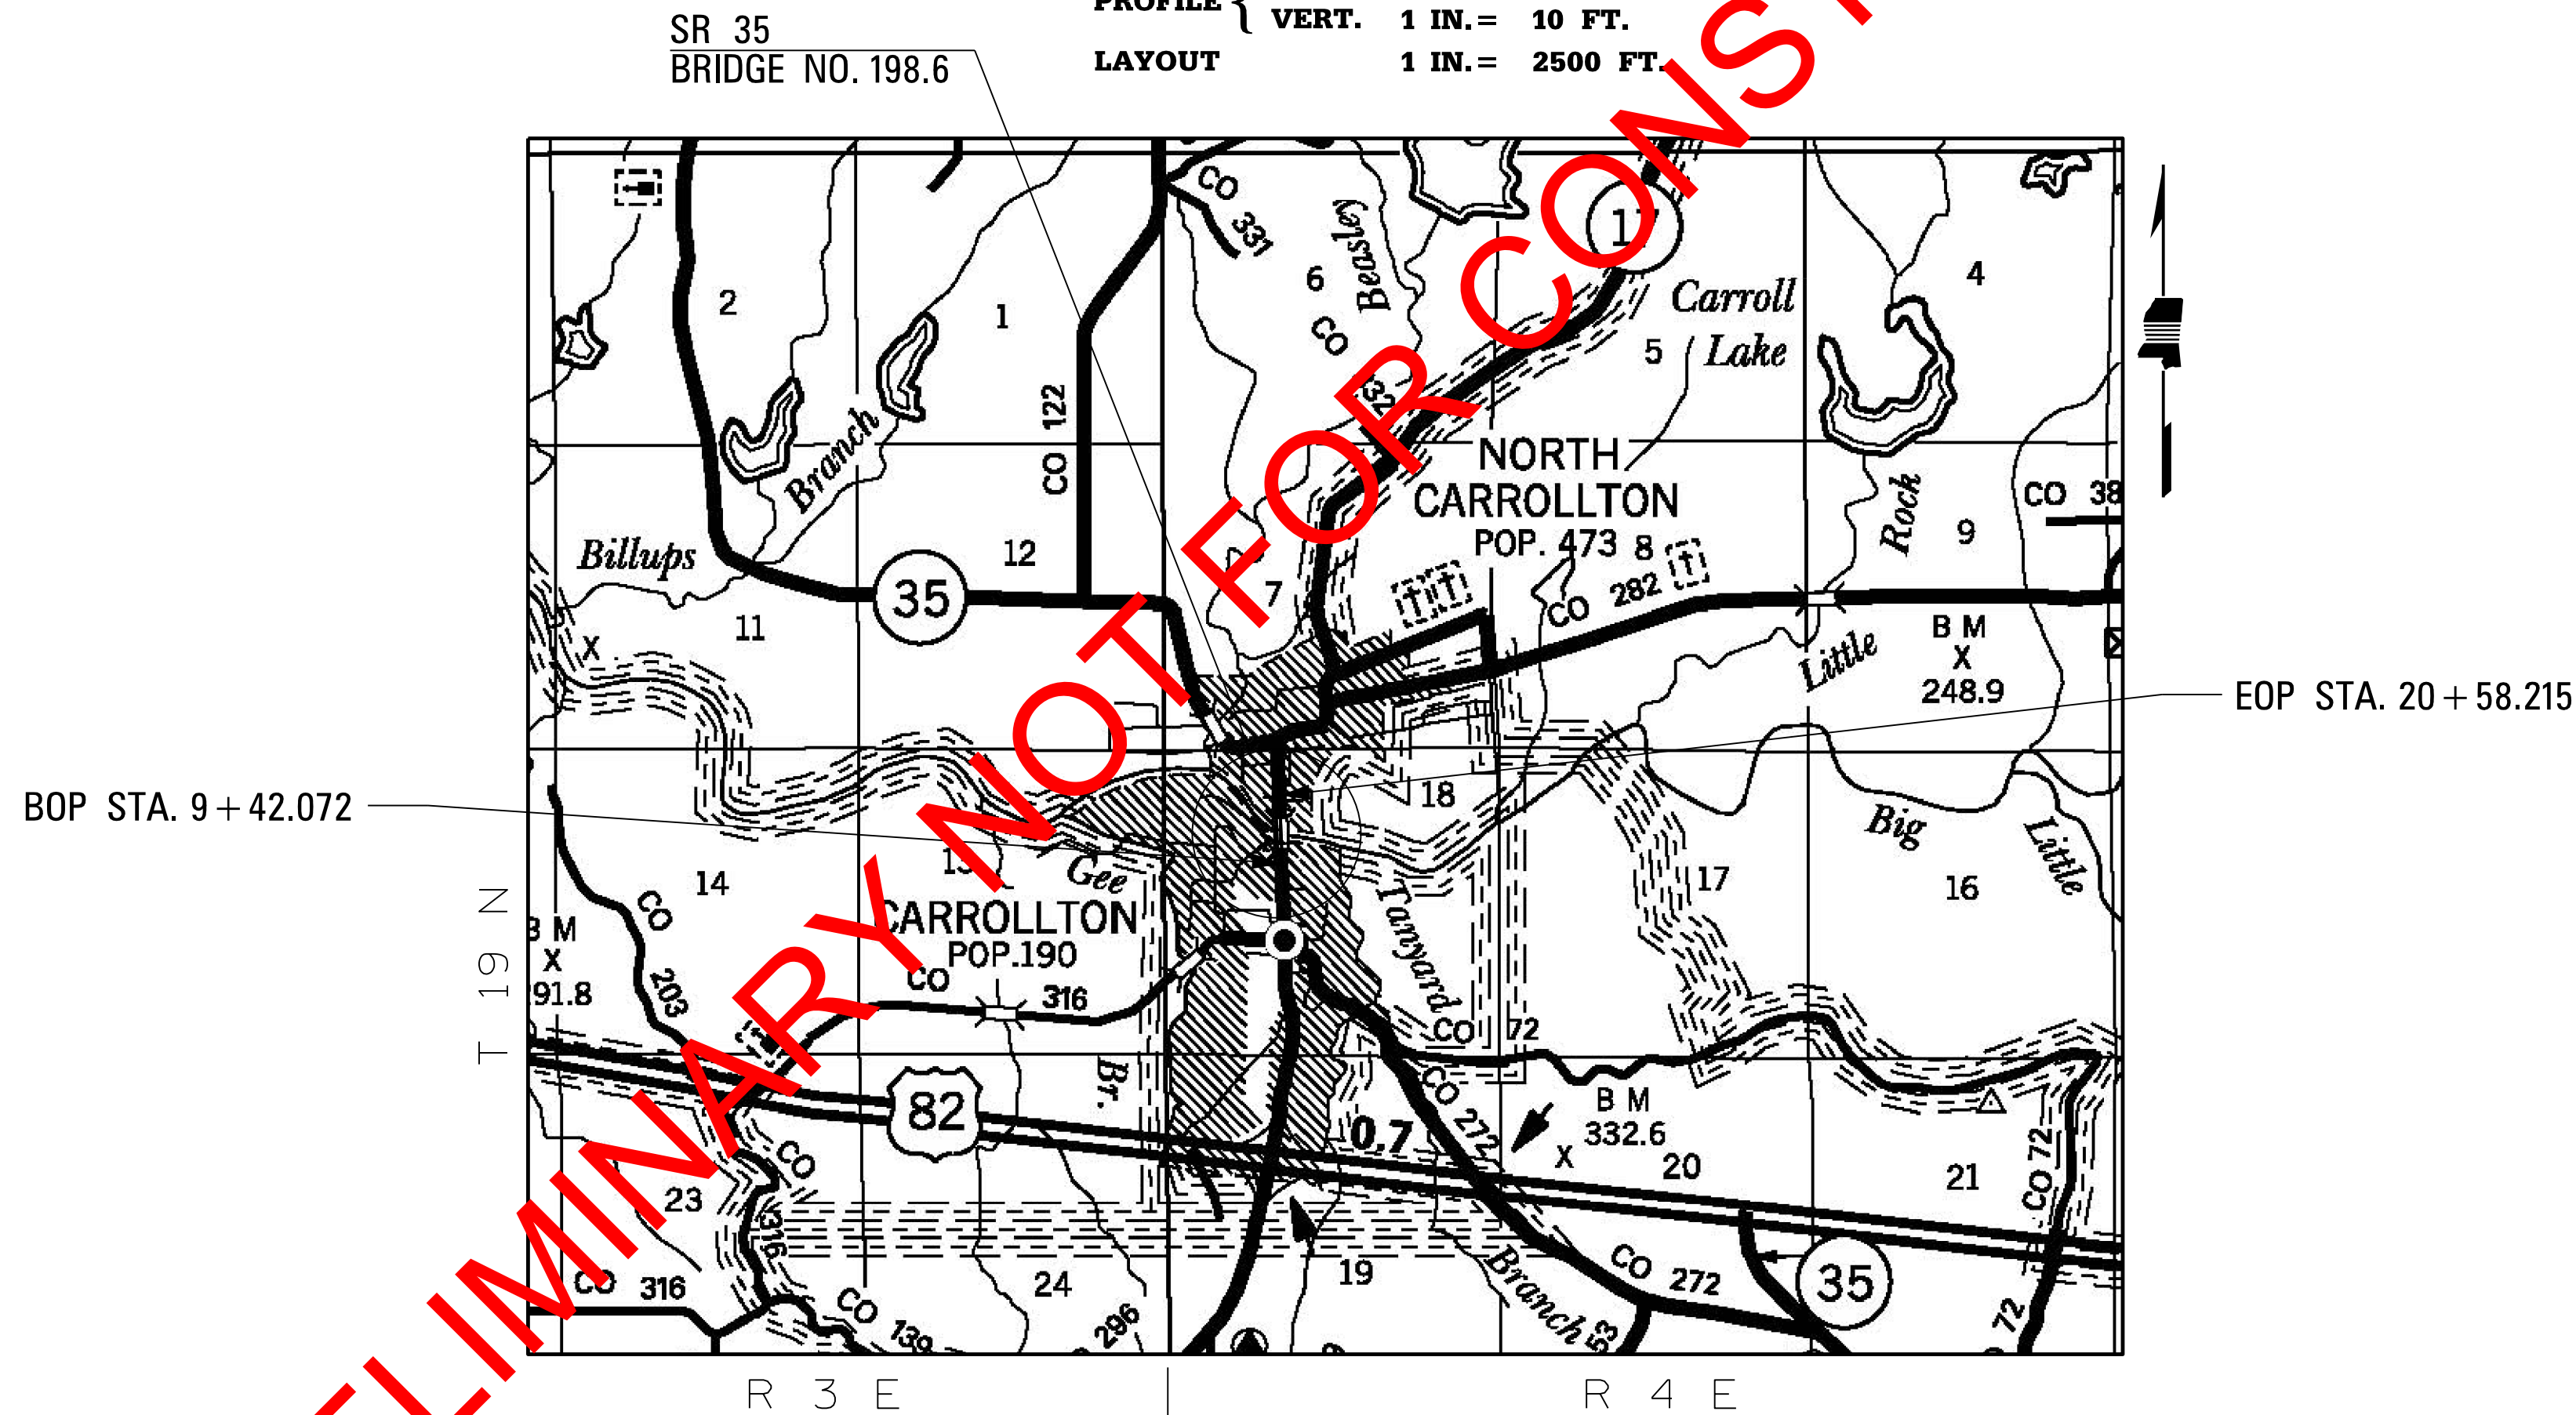 PROFILE { VERT. 1 IN.= 10 FT.
LAYOUT 1 IN.= 2500 FT.
SR 35
BRIDGE NO. 198.6
CO 331
Beasley
17
6
4
2
1
Carroll
Lake
5
CO 332
CO 122
Branch
NORTH
CARROLLTON
POP. 473
8
Rock
9
CO 38
Billups
12
35
7
CO 282
11
X
Little
B M
X
248.9
EOP STA. 20+58.215
BOP STA. 9+42.072
18
Big
Little
14
Gee
17
16
CARROLLTON
POP.190
Tanyard
CO 203
B M
X
91.8
CO 316
CO 72
T 19 N
Br.
82
CO 272
0.7
B M
332.6
X
20
21
CO 72
23
CO
316
24
19
CO 316
CO 139
296
Branch
CO 272
35
53
72
R 3 E
R 4 E
ELIMINARY NOT FOR CONST